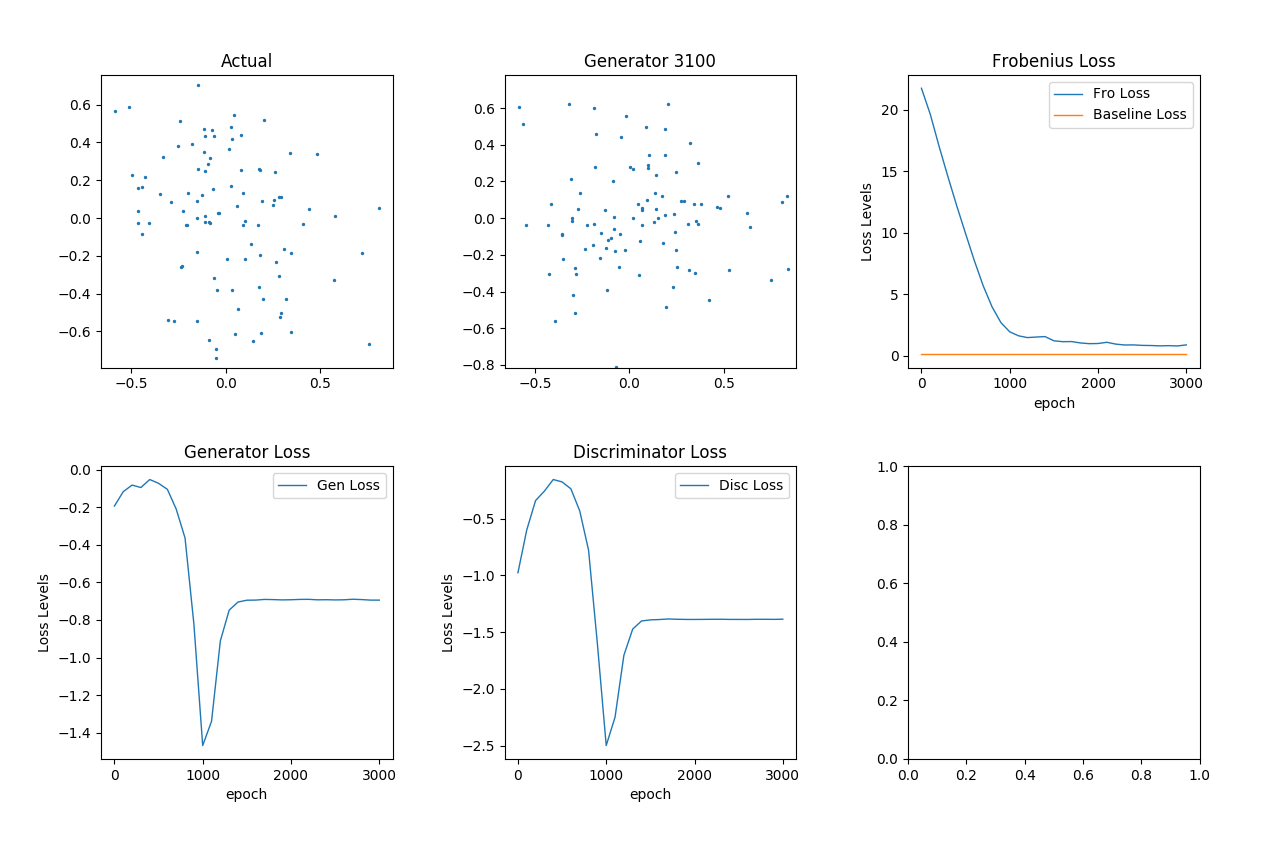 Actual
0.6
0.4
0.2
0.0
−0.2
−0.4
−0.6
−0.5 0.0 0.5
Generator 3100
0.6
0.4
0.2
0.0
−0.2
−0.4
−0.6
−0.8
−0.5 0.0 0.5
Frobenius Loss
Fro Loss
Baseline Loss
Loss Levels
20
15
10
5
0
0 1000 2000 3000
epoch
Generator Loss
Gen Loss
Loss Levels
0.0
−0.2
−0.4
−0.6
−0.8
−1.0
−1.2
−1.4
0 1000 2000 3000
epoch
Discriminator Loss
Disc Loss
Loss Levels
−0.5
−1.0
−1.5
−2.0
−2.5
0 1000 2000 3000
epoch
1.0
0.8
0.6
0.4
0.2
0.0
0.0 0.2 0.4 0.6 0.8 1.0